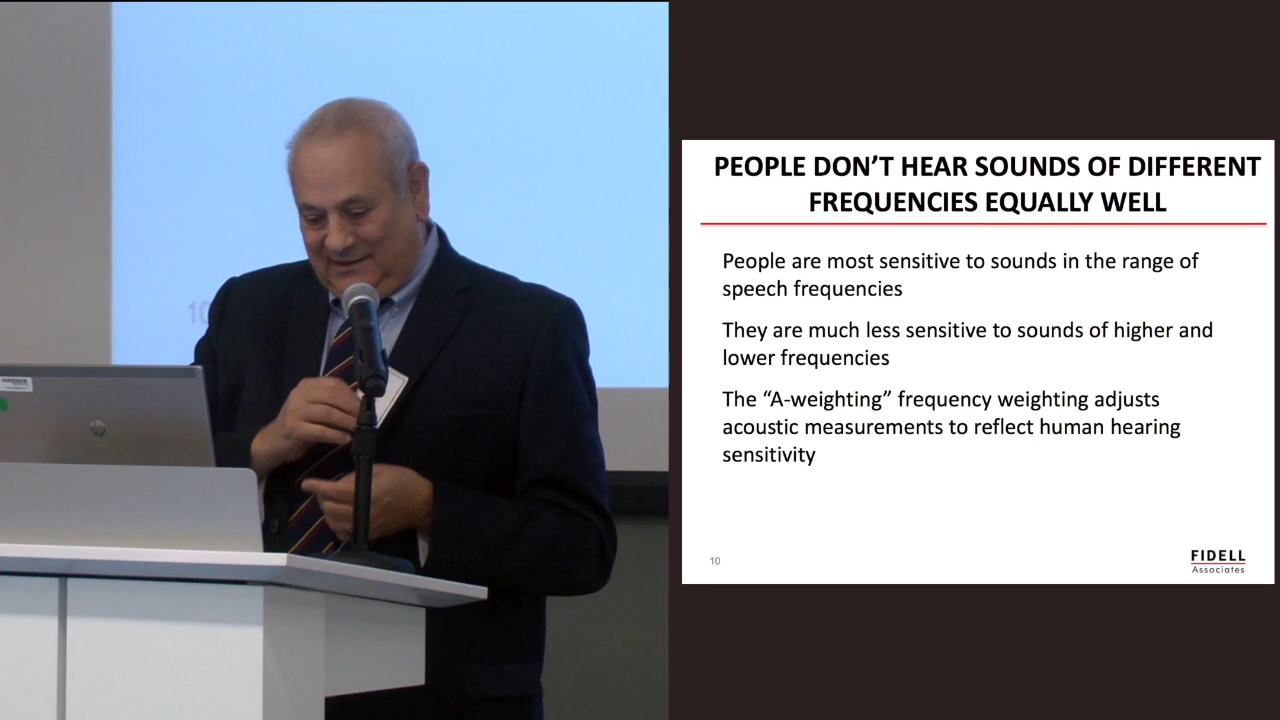 PEOPLE DON’T HEAR SOUNDS OF DIFFERENT
FREQUENCIES EQUALLY WELL
People are most sensitive to sounds in the range of
speech frequencies
They are much less sensitive to sounds of higher and
lower frequencies
The “A-weighting” frequency weighting adjusts
acoustic measurements to reflect human hearing
sensitivity
10
FIDELL
Associates
10
hp